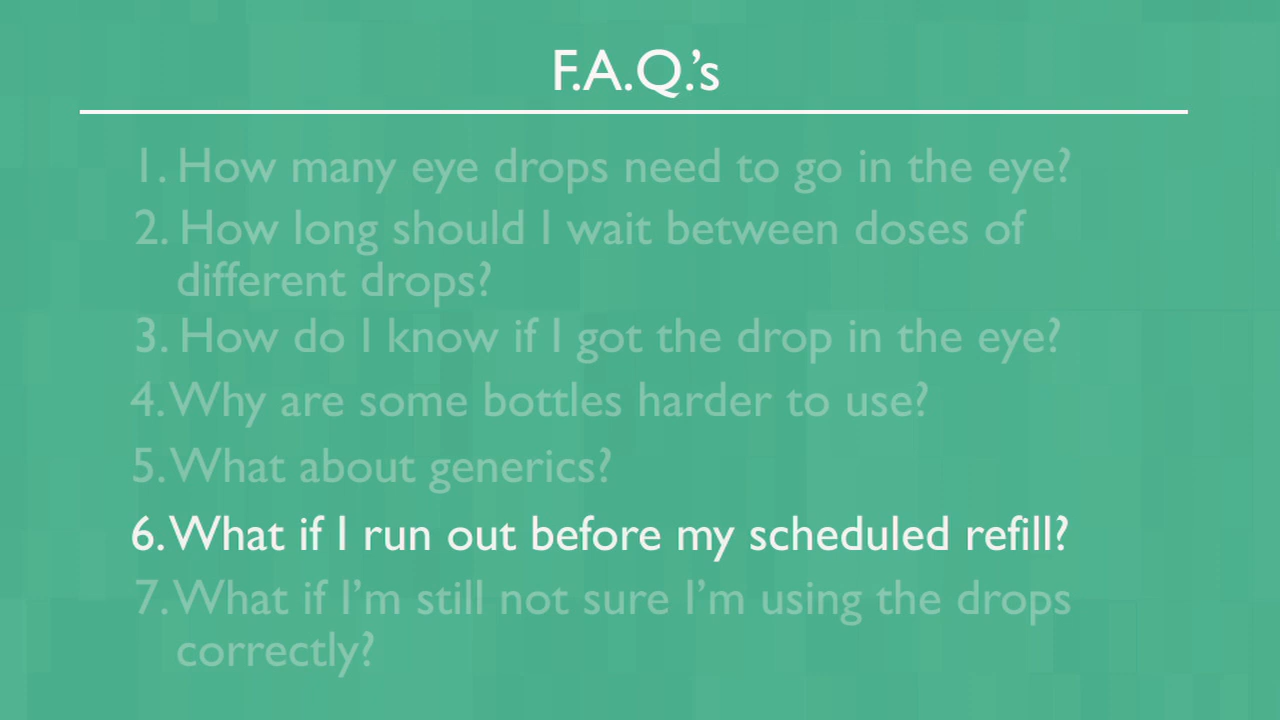 F.A.Q.’s
1. How many eye drops need to go in the eye?
2. How long should I wait between doses of
different drops?
3. How do I know if I got the drop in the eye?
4. Why are some bottles harder to use?
5. What about generics?
6. What if I run out before my scheduled refill?
7. What if I’m still not sure I’m using the drops
correctly?